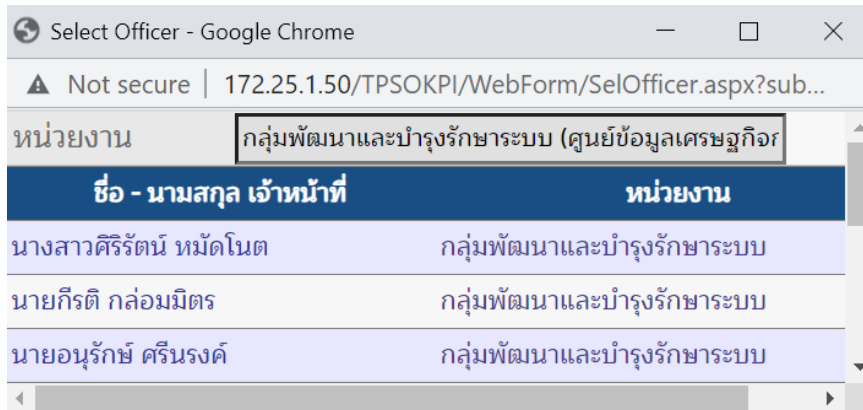 Select Officer - Google Chrome
Not secure | 172.25.1.50/TPSOKPI/WebForm/SelOfficer.aspx?sub...
หน่วยงาน กลุ่มพัฒนาและบำรุงรักษาระบบ (ศูนย์ข้อมูลเศรษฐกิจก
ชื่อ - นามสกุล เจ้าหน้าที่ หน่วยงาน
นางสาวศิริรัตน์ หมัดโนต กลุ่มพัฒนาและบำรุงรักษาระบบ
นายกีรติ กล่อมมิตร กลุ่มพัฒนาและบำรุงรักษาระบบ
นายอนุรักษ์ ศรีนรงค์ กลุ่มพัฒนาและบำรุงรักษาระบบ